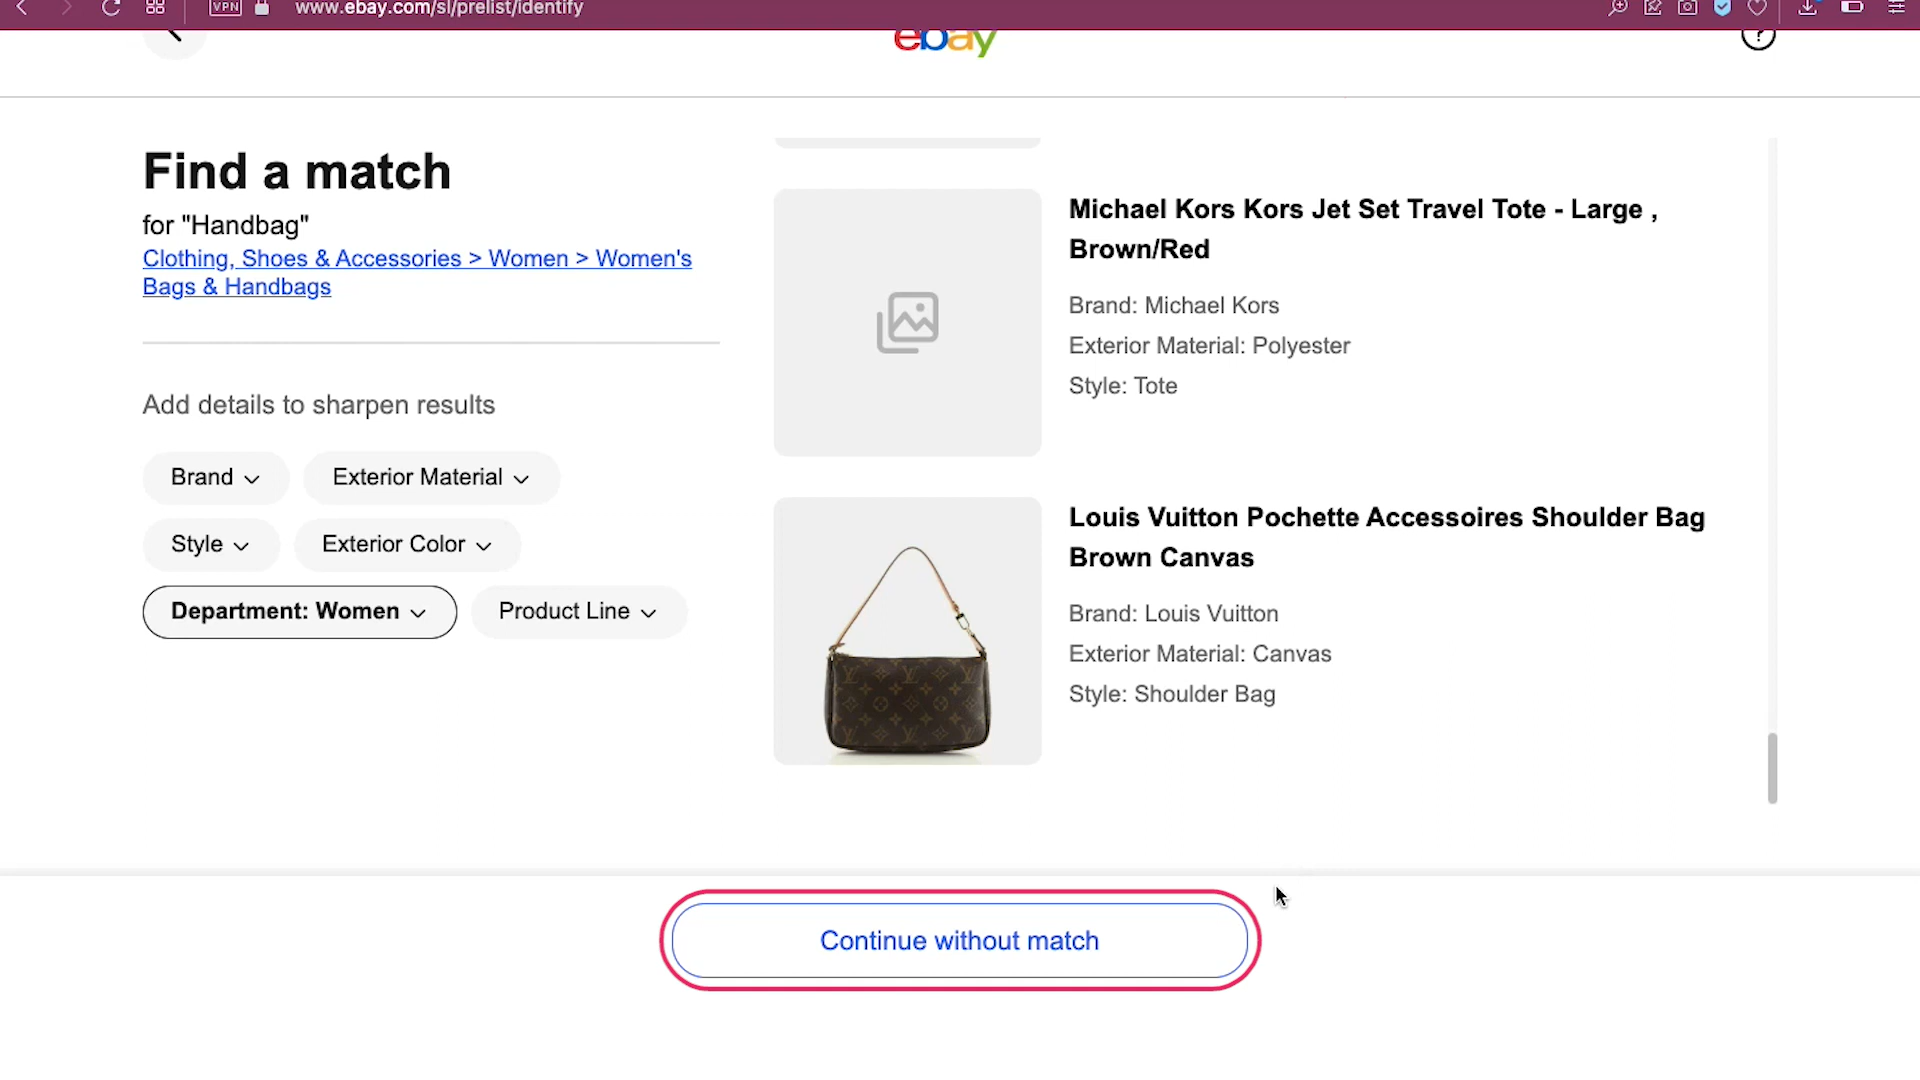 VPN
www.ebay.com/sl/prelist/identify
ebay
?
Find a match
for "Handbag"
Clothing, Shoes & Accessories > Women > Women's
Bags & Handbags
Add details to sharpen results
Brand
Exterior Material
Style
Exterior Color
Department: Women
Product Line
Michael Kors Kors Jet Set Travel Tote - Large ,
Brown/Red
Brand: Michael Kors
Exterior Material: Polyester
Style: Tote
Louis Vuitton Pochette Accessoires Shoulder Bag
Brown Canvas
Brand: Louis Vuitton
Exterior Material: Canvas
Style: Shoulder Bag
Continue without match